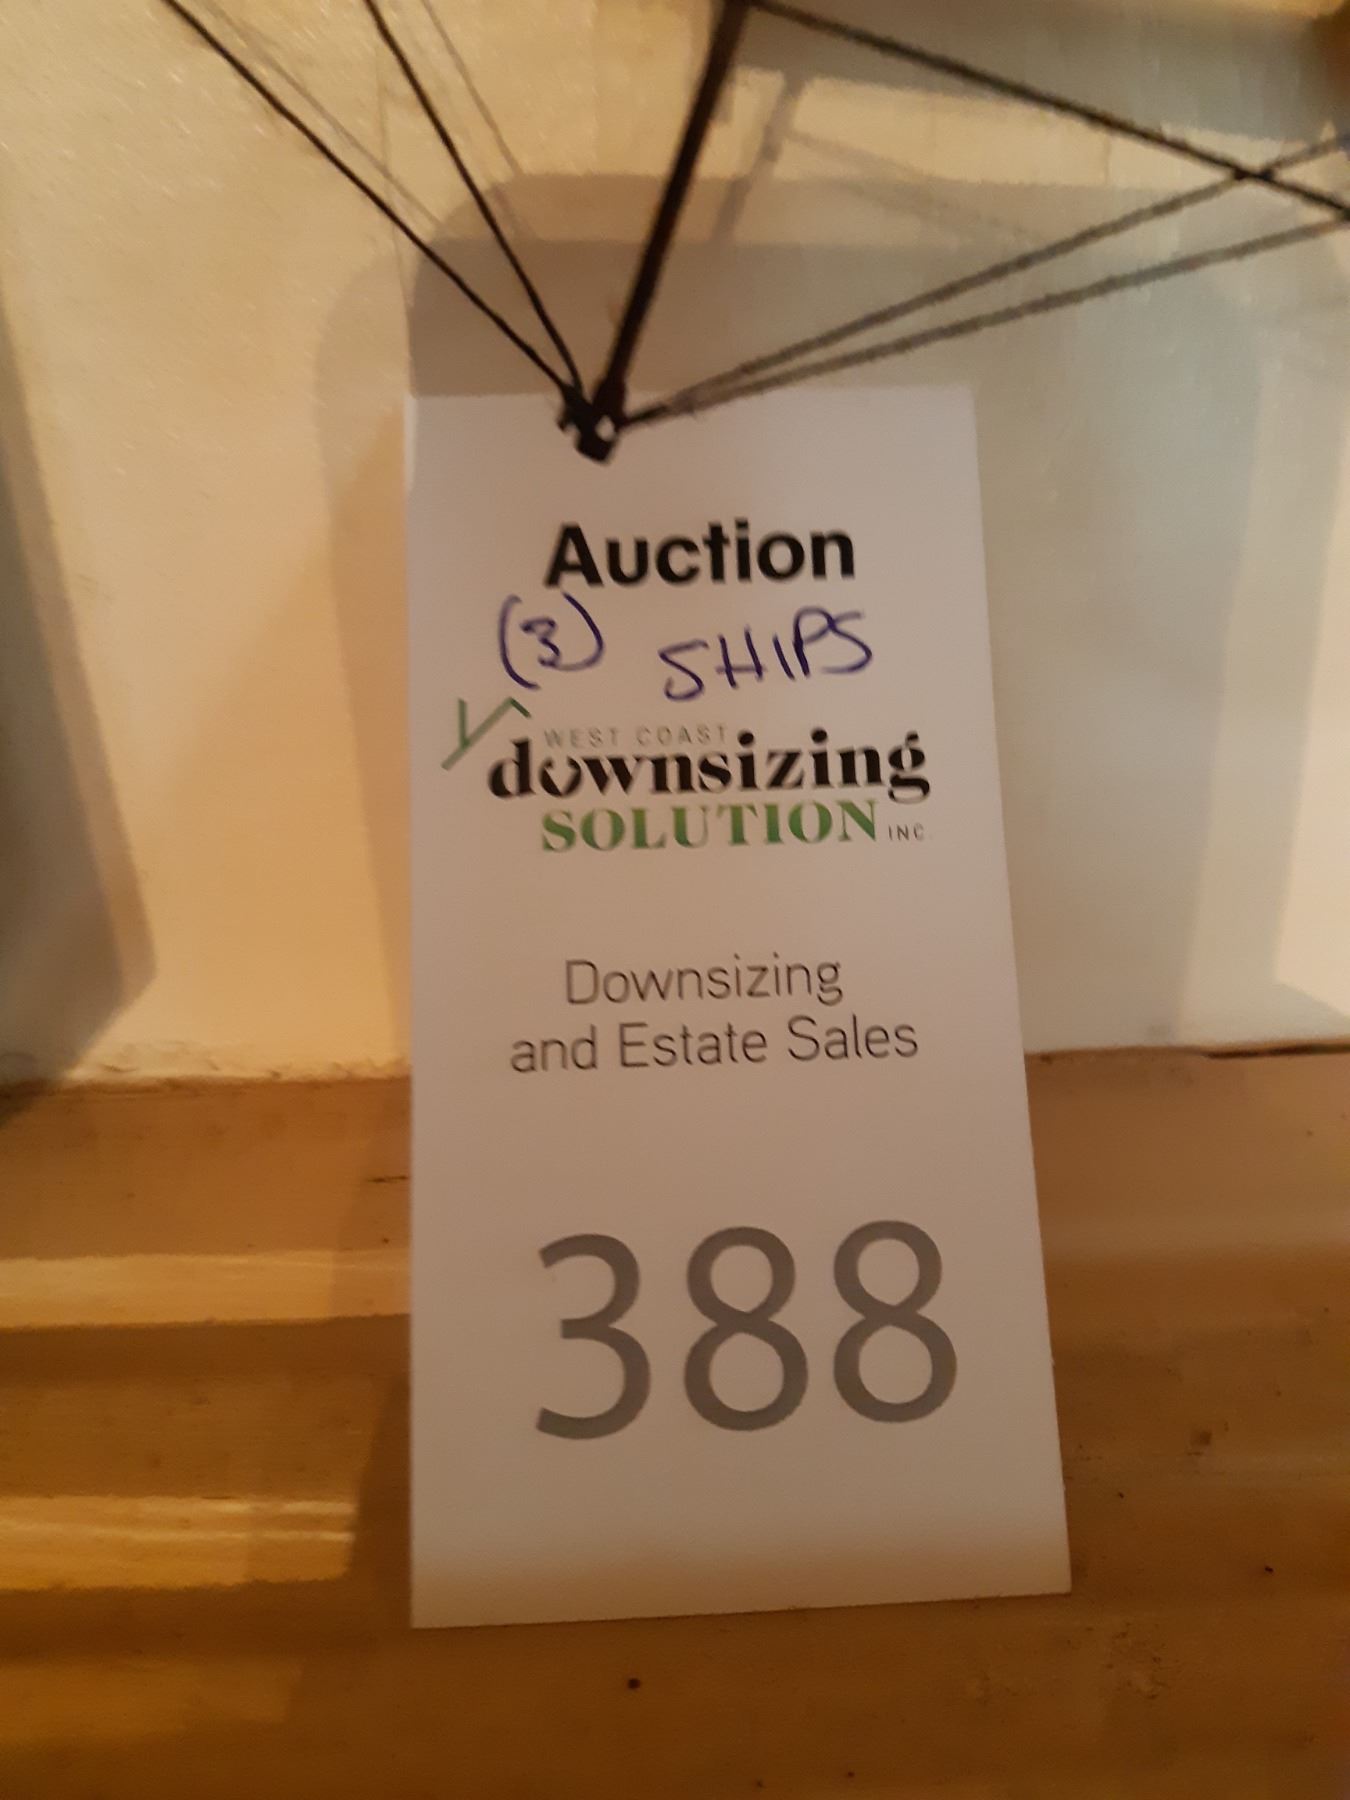 Auction
(3) SHIPS
WEST COAST
downsizing
SOLUTION INC.
Downsizing
and Estate Sales
388